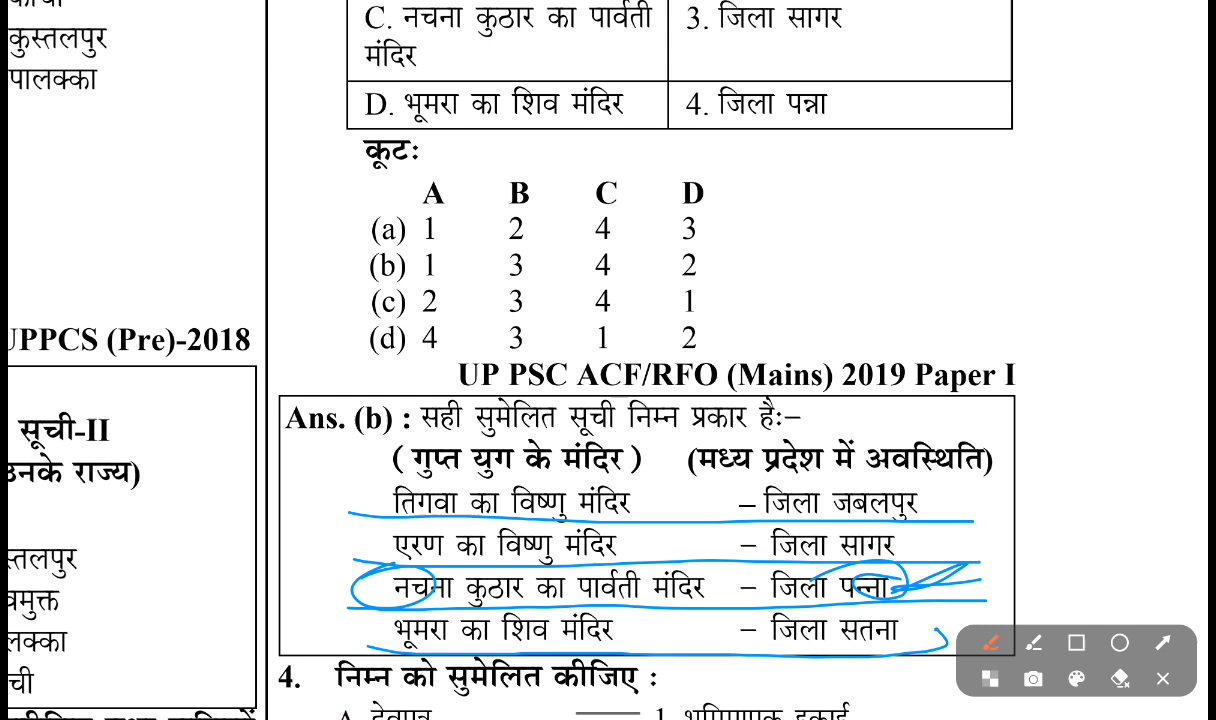 कुस्तलपुर
पालक्का
UPPCS (Pre)-2018
सूची-II
उनके राज्य)
स्तलपुर
वमुक्त
लक्का
ची
C. नचना कुठार का पार्वती मंदिर 3. जिला सागर
D. भूमरा का शिव मंदिर 4. जिला पन्ना
कूटः
A B C D
(a) 1 2 4 3
(b) 1 3 4 2
(c) 2 3 4 1
(d) 4 3 1 2
UP PSC ACF/RFO (Mains) 2019 Paper I
Ans. (b) : सही सुमेलित सूची निम्न प्रकार हैः–
( गुप्त युग के मंदिर ) (मध्य प्रदेश में अवस्थिति)
तिगवा का विष्णु मंदिर – जिला जबलपुर
एरण का विष्णु मंदिर – जिला सागर
नचना कुठार का पार्वती मंदिर – जिला पन्ना
भूमरा का शिव मंदिर – जिला सतना
4. निम्न को सुमेलित कीजिए :